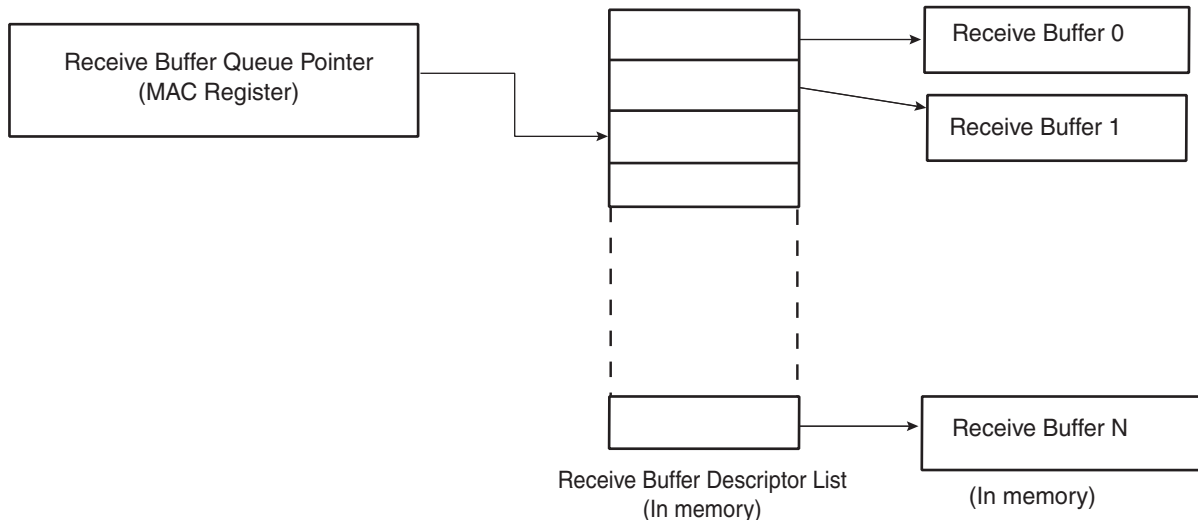 Receive Buffer Queue Pointer
(MAC Register)
Receive Buffer 0
Receive Buffer 1
Receive Buffer N
Receive Buffer Descriptor List
(In memory)
(In memory)